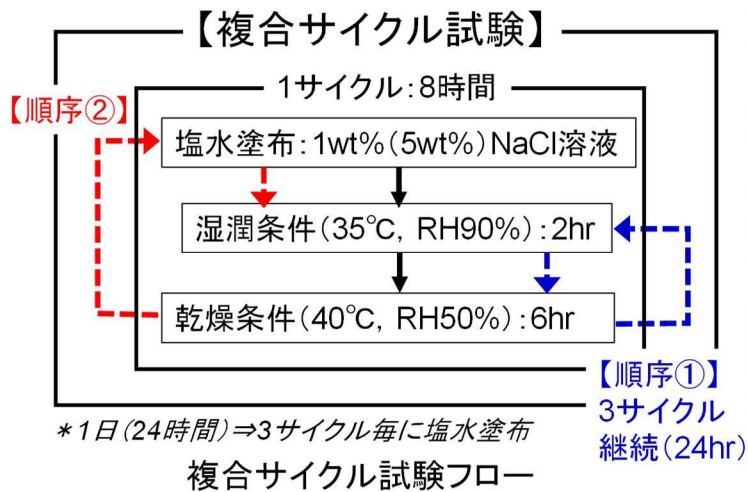 【複合サイクル試験】
1サイクル：8時間
【順序②】
塩水塗布：1wt%（5wt%）NaCl溶液
湿潤条件（35℃, RH90%）：2hr
乾燥条件（40℃, RH50%）：6hr
【順序①】
3サイクル
継続（24hr）
＊1日（24時間）⇒3サイクル毎に塩水塗布
複合サイクル試験フロー